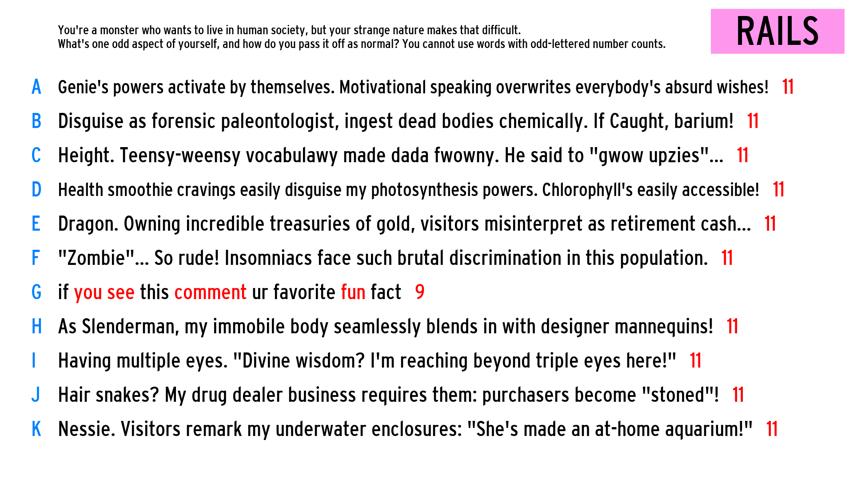 You're a monster who wants to live in human society, but your strange nature makes that difficult.
What's one odd aspect of yourself, and how do you pass it off as normal? You cannot use words with odd-lettered number counts.
RAILS
A Genie's powers activate by themselves. Motivational speaking overwrites everybody's absurd wishes! 11
B Disguise as forensic paleontologist, ingest dead bodies chemically. If Caught, barium! 11
C Height. Teensy-weensy vocabulawy made dada fwowny. He said to "gwow upzies"... 11
D Health smoothie cravings easily disguise my photosynthesis powers. Chlorophyll's easily accessible! 11
E Dragon. Owning incredible treasuries of gold, visitors misinterpret as retirement cash... 11
F "Zombie"... So rude! Insomniacs face such brutal discrimination in this population. 11
G if you see this comment ur favorite fun fact 9
H As Slenderman, my immobile body seamlessly blends in with designer mannequins! 11
I Having multiple eyes. "Divine wisdom? I'm reaching beyond triple eyes here!" 11
J Hair snakes? My drug dealer business requires them: purchasers become "stoned"! 11
K Nessie. Visitors remark my underwater enclosures: "She's made an at-home aquarium!" 11